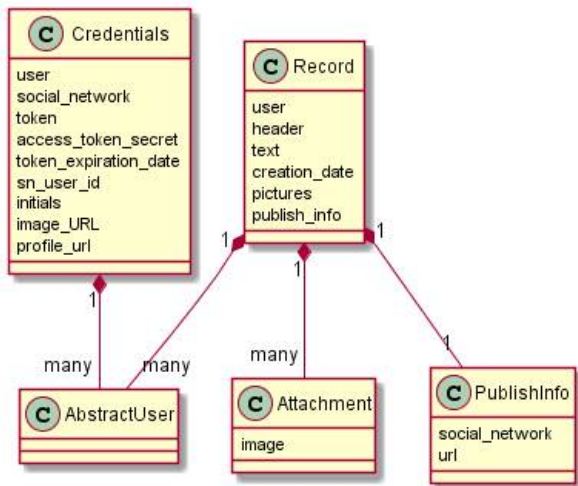 C Credentials
user
social_network
token
access_token_secret
token_expiration_date
sn_user_id
initials
image_URL
profile_url
C Record
user
header
text
creation_date
pictures
publish_info
1
1
1
1
many
many
many
1
C AbstractUser
C Attachment
image
C PublishInfo
social_network
url